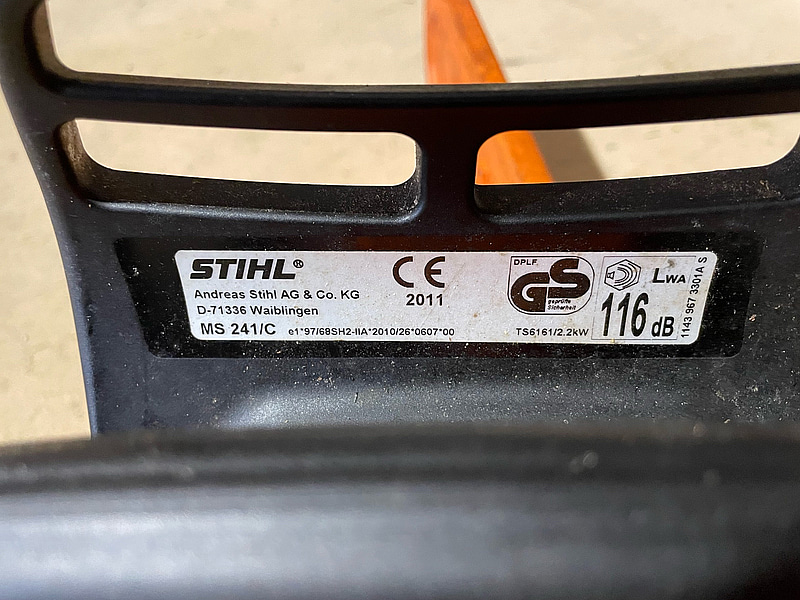 STIHL®
Andreas Stihl AG & Co. KG
D-71336 Waiblingen
MS 241/C e1*97/68SH2-IIA*2010/26*0607*00
CE
2011
DPLF
GS
geprüfte
Sicherheit
TS6161/2.2kW
LWA
116 dB
1143 967 3301A S